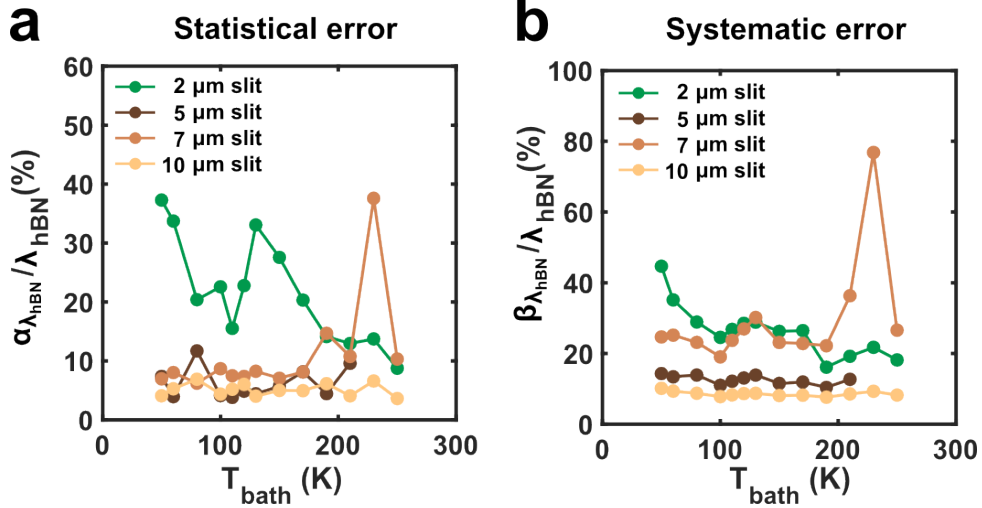 a
Statistical error
60
50
40
30
20
10
0
0
100
200
300
2 μm slit
5 μm slit
7 μm slit
10 μm slit
αλhBN/λhBN(%)
Tbath (K)
b
Systematic error
100
80
60
40
20
0
0
100
200
300
2 μm slit
5 μm slit
7 μm slit
10 μm slit
βλhBN/λhBN(%)
Tbath (K)